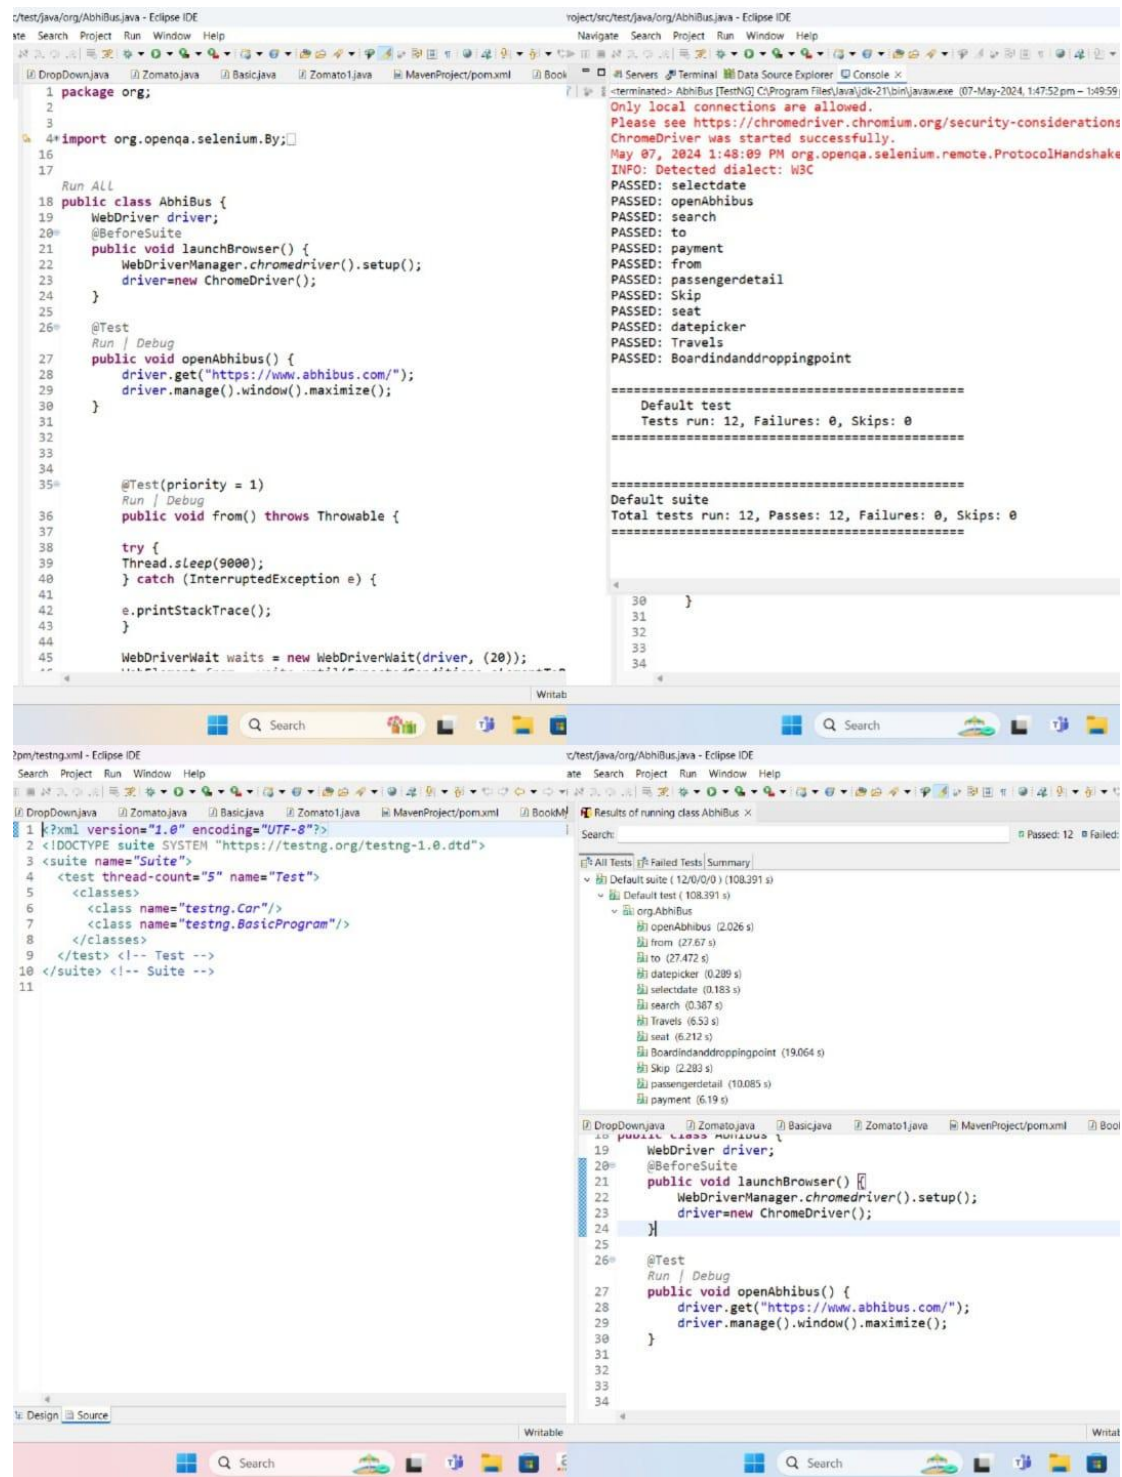 :/test/java/org/AbhiBus.java - Eclipse IDE
ate Search Project Run Window Help
DropDown.java Zomato.java Basic.java Zomato1.java MavenProject/pom.xml Book
1 package org;
2
3
4 import org.openqa.selenium.By;
16
17
Run ALL
18 public class AbhiBus {
19 WebDriver driver;
20 @BeforeSuite
21 public void launchBrowser() {
22 WebDriverManager.chromedriver().setup();
23 driver=new ChromeDriver();
24 }
25
26 @Test
Run | Debug
27 public void openAbhibus() {
28 driver.get("https://www.abhibus.com/");
29 driver.manage().window().maximize();
30 }
31
32
33
34
35 @Test(priority = 1)
Run | Debug
36 public void from() throws Throwable {
37
38 try {
39 Thread.sleep(9000);
40 } catch (InterruptedException e) {
41
42 e.printStackTrace();
43 }
44
45 WebDriverWait waits = new WebDriverWait(driver, (20));
Writab
Search
roject/src/test/java/org/AbhiBus.java - Eclipse IDE
Navigate Search Project Run Window Help
Servers Terminal Data Source Explorer Console ×
<terminated> AbhiBus [TestNG] C:\Program Files\Java\jdk-21\bin\javaw.exe (07-May-2024, 1:47:52 pm – 1:49:59
Only local connections are allowed.
Please see https://chromedriver.chromium.org/security-considerations
ChromeDriver was started successfully.
May 07, 2024 1:48:09 PM org.openqa.selenium.remote.ProtocolHandshake
INFO: Detected dialect: W3C
PASSED: selectdate
PASSED: openAbhibus
PASSED: search
PASSED: to
PASSED: payment
PASSED: from
PASSED: passengerdetail
PASSED: Skip
PASSED: seat
PASSED: datepicker
PASSED: Travels
PASSED: Boardindanddroppingpoint
===============================================
Default test
Tests run: 12, Failures: 0, Skips: 0
===============================================
===============================================
Default suite
Total tests run: 12, Passes: 12, Failures: 0, Skips: 0
===============================================
30 }
31
32
33
34
Search
2pm/testng.xml - Eclipse IDE
Search Project Run Window Help
DropDown.java Zomato.java Basic.java Zomato1.java MavenProject/pom.xml BookM
1 <?xml version="1.0" encoding="UTF-8"?>
2 <!DOCTYPE suite SYSTEM "https://testng.org/testng-1.0.dtd">
3 <suite name="Suite">
4 <test thread-count="5" name="Test">
5 <classes>
6 <class name="testng.Car"/>
7 <class name="testng.BasicProgram"/>
8 </classes>
9 </test> <!-- Test -->
10 </suite> <!-- Suite -->
11
Design Source
Writable
Search
:/test/java/org/AbhiBus.java - Eclipse IDE
ate Search Project Run Window Help
Results of running class AbhiBus ×
Search: Passed: 12 Failed:
All Tests Failed Tests Summary
Default suite ( 12/0/0/0 ) (108.391 s)
Default test ( 108.391 s)
org.AbhiBus
openAbhibus (2.026 s)
from (27.67 s)
to (27.472 s)
datepicker (0.289 s)
selectdate (0.183 s)
search (0.387 s)
Travels (6.53 s)
seat (6.212 s)
Boardindanddroppingpoint (19.064 s)
Skip (2.283 s)
passengerdetail (10.085 s)
payment (6.19 s)
DropDown.java Zomato.java Basic.java Zomato1.java MavenProject/pom.xml Bool
18 public class AbhiBus {
19 WebDriver driver;
20 @BeforeSuite
21 public void launchBrowser() {
22 WebDriverManager.chromedriver().setup();
23 driver=new ChromeDriver();
24 }
25
26 @Test
Run | Debug
27 public void openAbhibus() {
28 driver.get("https://www.abhibus.com/");
29 driver.manage().window().maximize();
30 }
31
32
33
34
Writab
Search